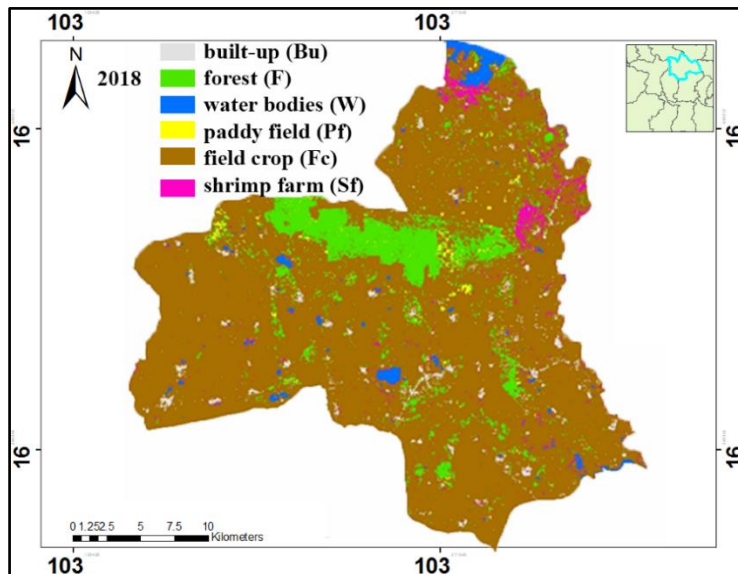 103 103
N
2018
built-up (Bu)
forest (F)
water bodies (W)
paddy field (Pf)
field crop (Fc)
shrimp farm (Sf)
16 16
16 16
0 1.25 2.5 5 7.5 10
Kilometers
103 103